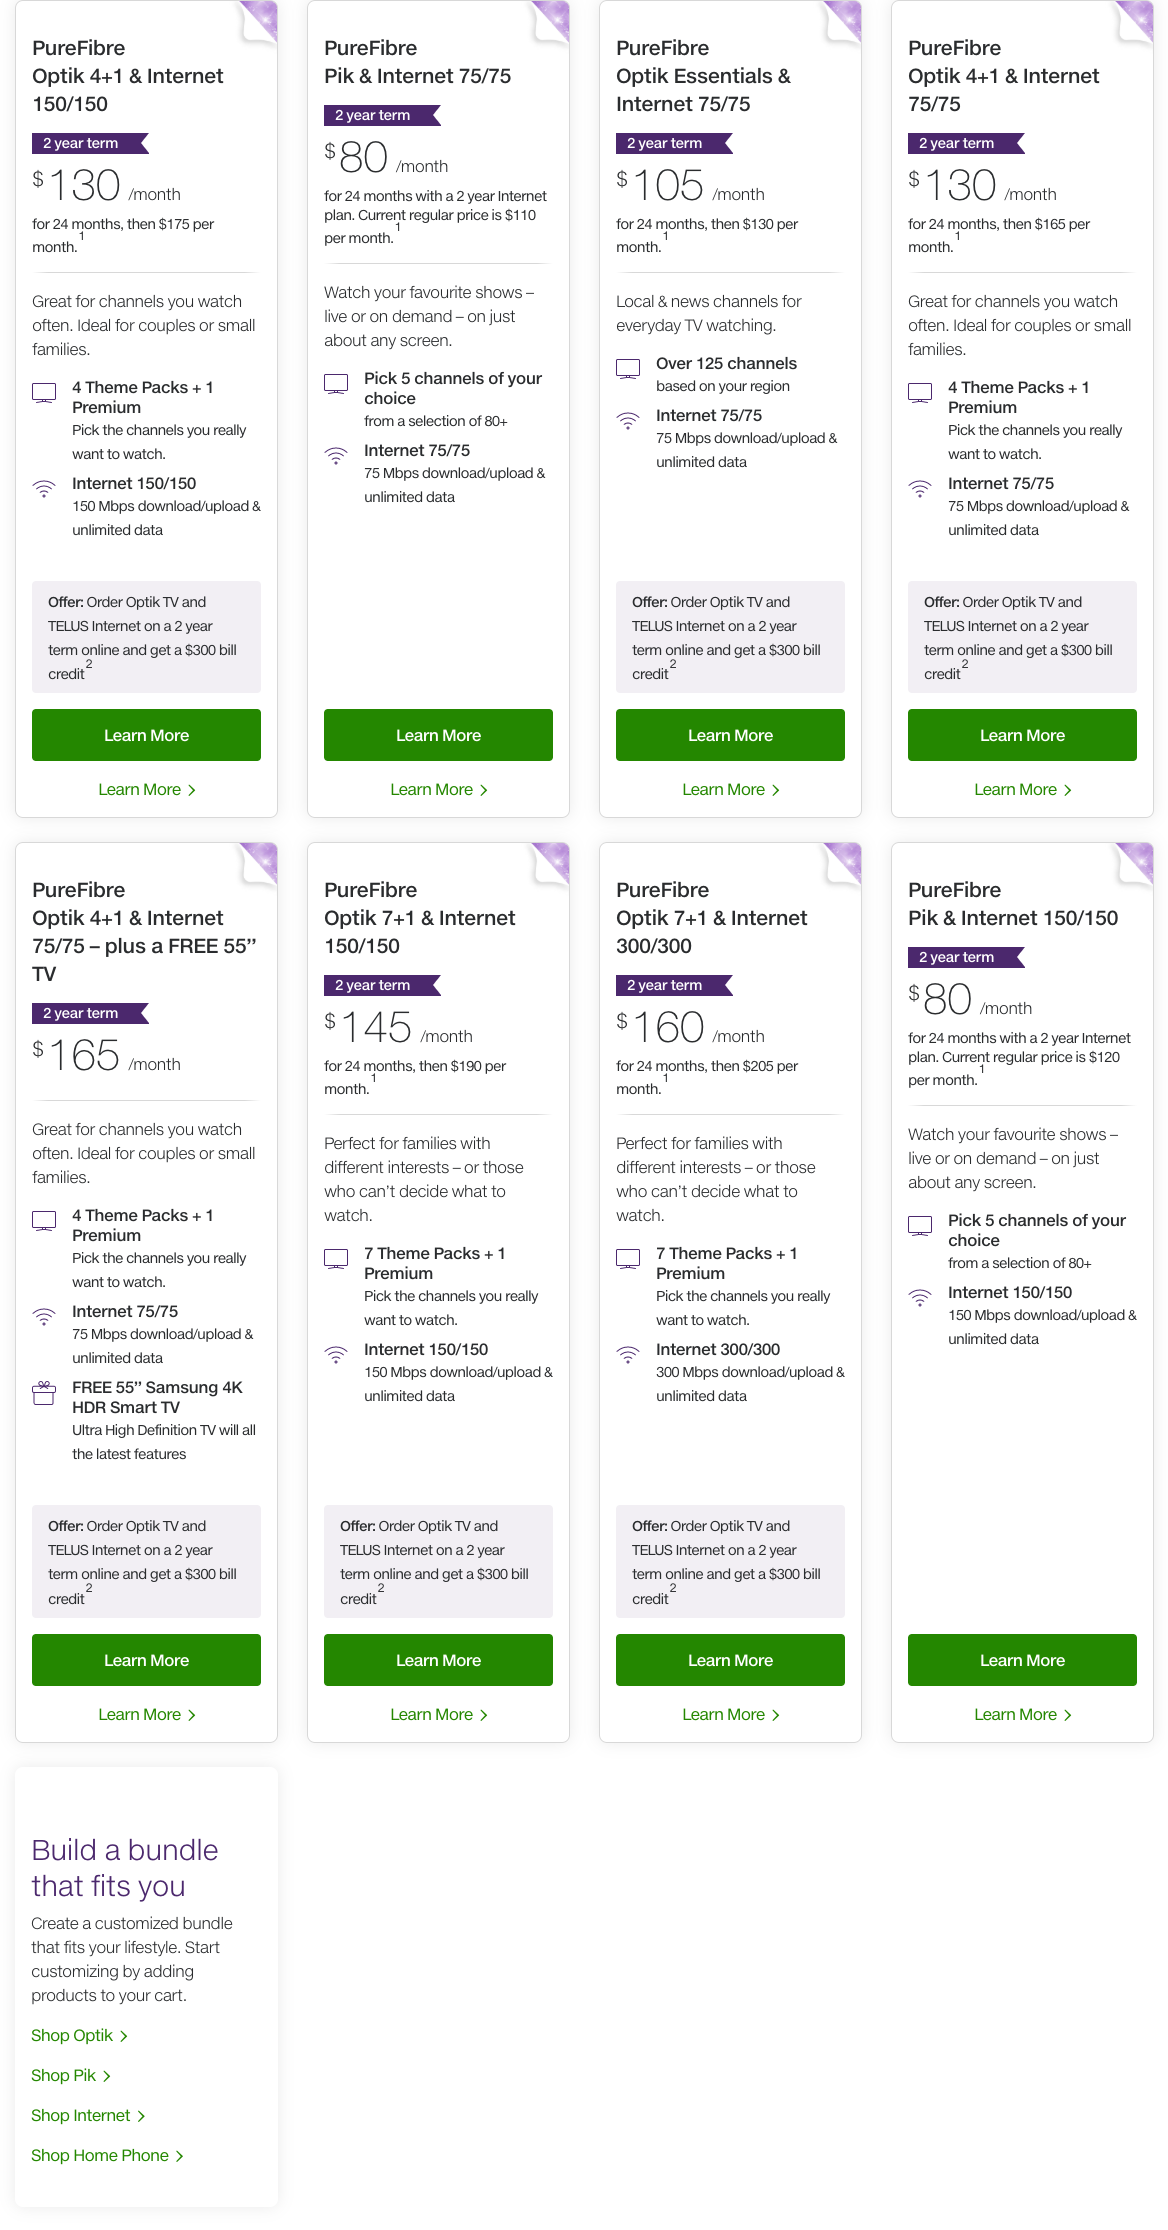 PureFibre
Optik 4+1 & Internet
150/150
2 year term
$130 /month
for 24 months, then $175 per
month.1
Great for channels you watch
often. Ideal for couples or small
families.
4 Theme Packs + 1
Premium
Pick the channels you really
want to watch.
Internet 150/150
150 Mbps download/upload &
unlimited data
Offer: Order Optik TV and
TELUS Internet on a 2 year
term online and get a $300 bill
credit2
Learn More
Learn More
PureFibre
Pik & Internet 75/75
2 year term
$80 /month
for 24 months with a 2 year Internet
plan. Current regular price is $110
per month.1
Watch your favourite shows –
live or on demand – on just
about any screen.
Pick 5 channels of your
choice
from a selection of 80+
Internet 75/75
75 Mbps download/upload &
unlimited data
Learn More
Learn More
PureFibre
Optik Essentials &
Internet 75/75
2 year term
$105 /month
for 24 months, then $130 per
month.1
Local & news channels for
everyday TV watching.
Over 125 channels
based on your region
Internet 75/75
75 Mbps download/upload &
unlimited data
Offer: Order Optik TV and
TELUS Internet on a 2 year
term online and get a $300 bill
credit2
Learn More
Learn More
PureFibre
Optik 4+1 & Internet
75/75
2 year term
$130 /month
for 24 months, then $165 per
month.1
Great for channels you watch
often. Ideal for couples or small
families.
4 Theme Packs + 1
Premium
Pick the channels you really
want to watch.
Internet 75/75
75 Mbps download/upload &
unlimited data
Offer: Order Optik TV and
TELUS Internet on a 2 year
term online and get a $300 bill
credit2
Learn More
Learn More
PureFibre
Optik 4+1 & Internet
75/75 – plus a FREE 55”
TV
2 year term
$165 /month
Great for channels you watch
often. Ideal for couples or small
families.
4 Theme Packs + 1
Premium
Pick the channels you really
want to watch.
Internet 75/75
75 Mbps download/upload &
unlimited data
FREE 55” Samsung 4K
HDR Smart TV
Ultra High Definition TV will all
the latest features
Offer: Order Optik TV and
TELUS Internet on a 2 year
term online and get a $300 bill
credit2
Learn More
Learn More
PureFibre
Optik 7+1 & Internet
150/150
2 year term
$145 /month
for 24 months, then $190 per
month.1
Perfect for families with
different interests – or those
who can’t decide what to
watch.
7 Theme Packs + 1
Premium
Pick the channels you really
want to watch.
Internet 150/150
150 Mbps download/upload &
unlimited data
Offer: Order Optik TV and
TELUS Internet on a 2 year
term online and get a $300 bill
credit2
Learn More
Learn More
PureFibre
Optik 7+1 & Internet
300/300
2 year term
$160 /month
for 24 months, then $205 per
month.1
Perfect for families with
different interests – or those
who can’t decide what to
watch.
7 Theme Packs + 1
Premium
Pick the channels you really
want to watch.
Internet 300/300
300 Mbps download/upload &
unlimited data
Offer: Order Optik TV and
TELUS Internet on a 2 year
term online and get a $300 bill
credit2
Learn More
Learn More
PureFibre
Pik & Internet 150/150
2 year term
$80 /month
for 24 months with a 2 year Internet
plan. Current regular price is $120
per month.1
Watch your favourite shows –
live or on demand – on just
about any screen.
Pick 5 channels of your
choice
from a selection of 80+
Internet 150/150
150 Mbps download/upload &
unlimited data
Learn More
Learn More
Build a bundle
that fits you
Create a customized bundle
that fits your lifestyle. Start
customizing by adding
products to your cart.
Shop Optik
Shop Pik
Shop Internet
Shop Home Phone